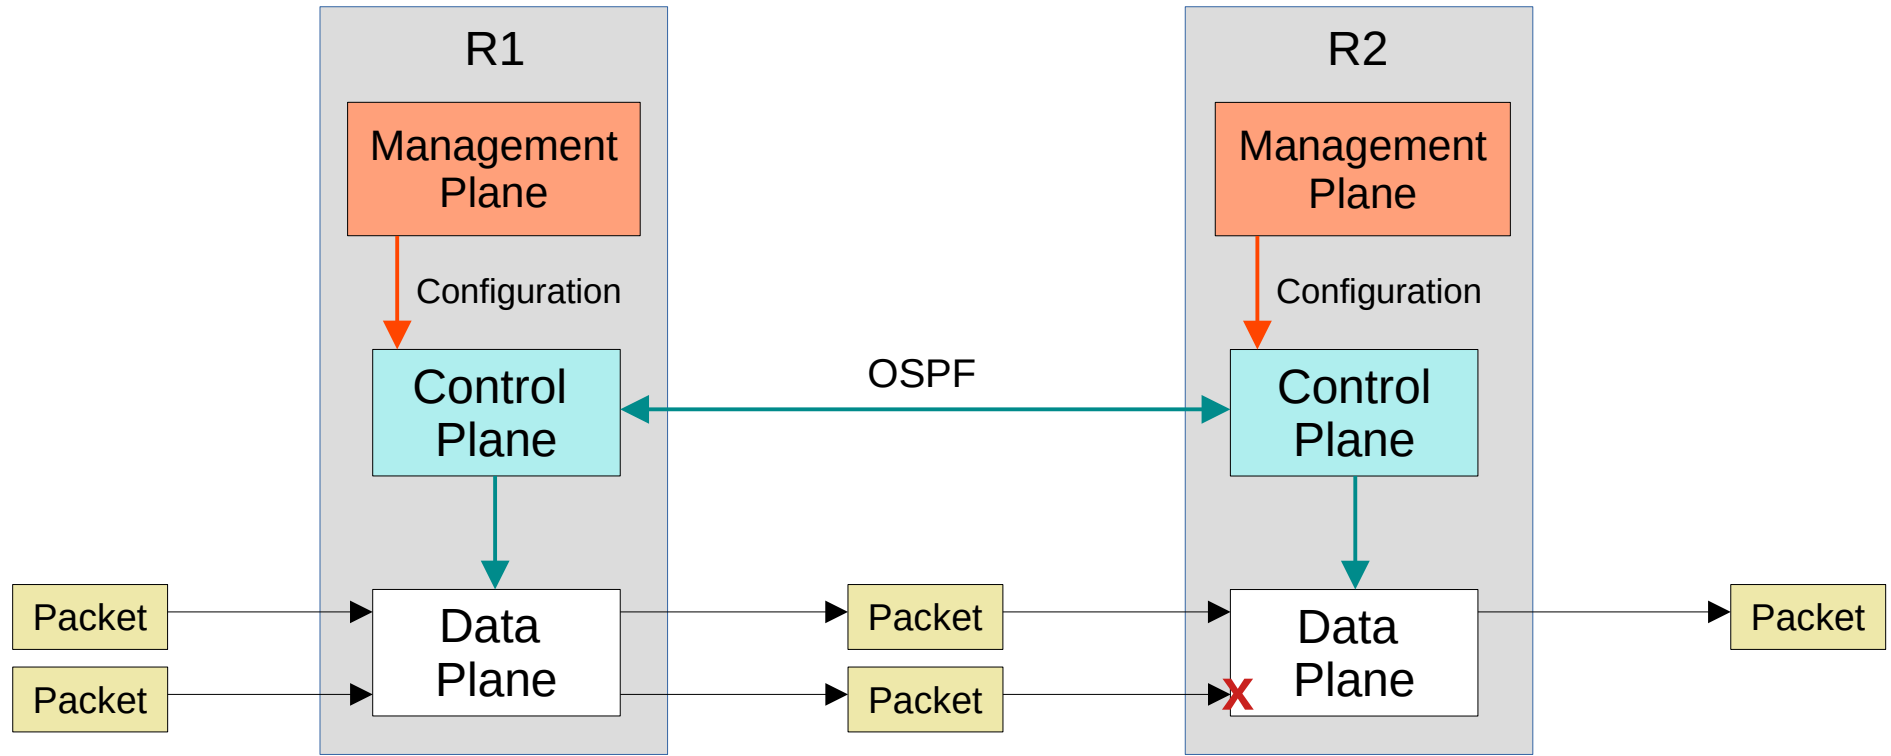 R1
R2
Management
Plane
Management
Plane
Configuration
Configuration
OSPF
Control
Plane
Control
Plane
Packet
Data
Plane
Packet
Data
Plane
Packet
Packet
Packet
X